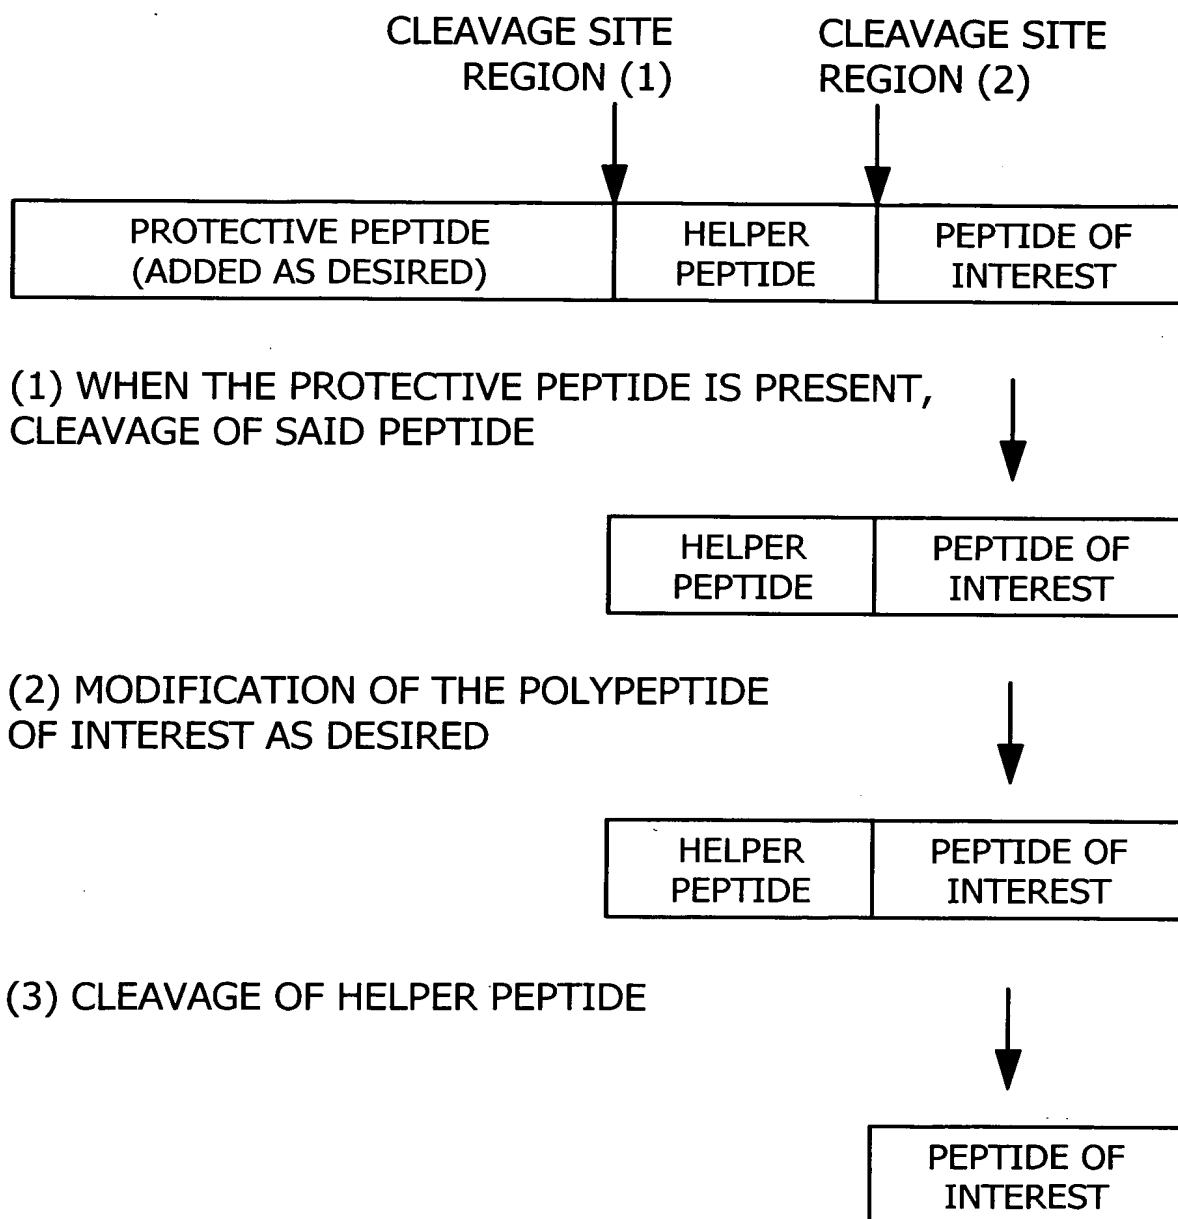 CLEAVAGE SITE
REGION (1)
CLEAVAGE SITE
REGION (2)
PROTECTIVE PEPTIDE
(ADDED AS DESIRED)
HELPER
PEPTIDE
PEPTIDE OF
INTEREST
(1) WHEN THE PROTECTIVE PEPTIDE IS PRESENT,
CLEAVAGE OF SAID PEPTIDE
HELPER
PEPTIDE
PEPTIDE OF
INTEREST
(2) MODIFICATION OF THE POLYPEPTIDE
OF INTEREST AS DESIRED
HELPER
PEPTIDE
PEPTIDE OF
INTEREST
(3) CLEAVAGE OF HELPER PEPTIDE
PEPTIDE OF
INTEREST